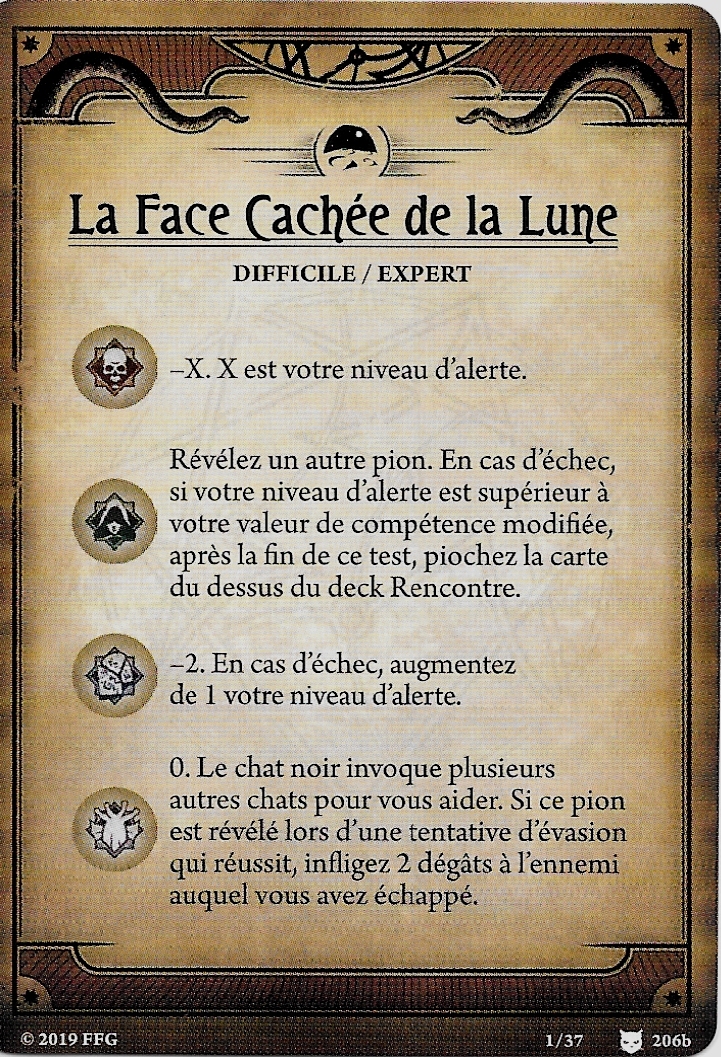 La Face Cachée de la Lune
DIFFICILE / EXPERT
–X. X est votre niveau d'alerte.
Révélez un autre pion. En cas d'échec,
si votre niveau d'alerte est supérieur à
votre valeur de compétence modifiée,
après la fin de ce test, piochez la carte
du dessus du deck Rencontre.
–2. En cas d'échec, augmentez
de 1 votre niveau d'alerte.
0. Le chat noir invoque plusieurs
autres chats pour vous aider. Si ce pion
est révélé lors d'une tentative d'évasion
qui réussit, infligez 2 dégâts à l'ennemi
auquel vous avez échappé.
© 2019 FFG 1/37 206b